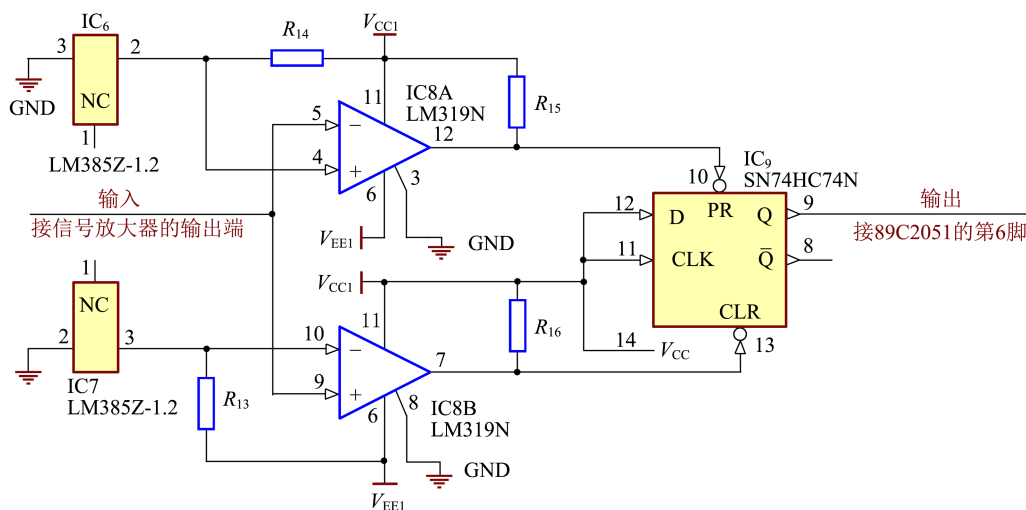 IC6
3
2
NC
GND
1
LM385Z-1.2
R14
VCC1
R15
11
IC8A
LM319N
5
−
12
4
+
3
6
VEE1
GND
输入
接信号放大器的输出端
IC9
SN74HC74N
10
PR
12
D
Q
9
输出
接89C2051的第6脚
11
CLK
Q̅
8
CLR
13
14
VCC
VCC1
1
NC
2
3
IC7
LM385Z-1.2
R13
11
10
−
7
9
+
8
6
R16
IC8B
LM319N
GND
VEE1